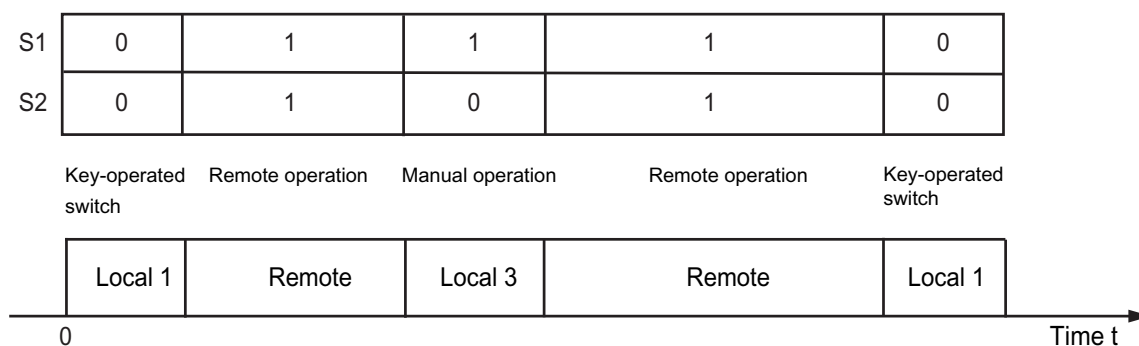 S1 0 1 1 1 0
S2 0 1 0 1 0
Key-operated switch Remote operation Manual operation Remote operation Key-operated switch
Local 1 Remote Local 3 Remote Local 1
0 Time t